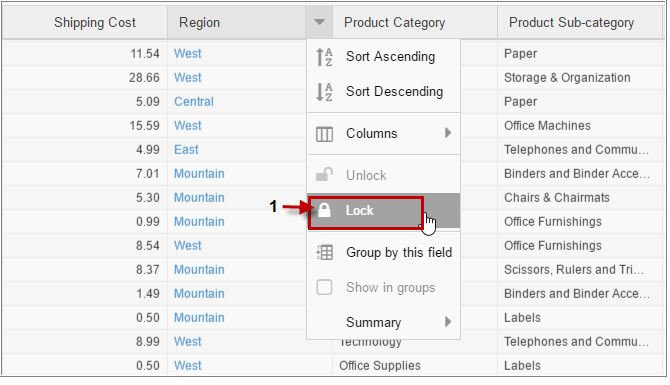 Shipping Cost Region Product Category Product Sub-category
11.54 West Sort Ascending Paper
28.66 West Sort Descending Storage & Organization
5.09 Central Paper
15.59 West Columns Office Machines
4.99 East Telephones and Commu...
7.01 Mountain Unlock Binders and Binder Acce...
5.30 Mountain Chairs & Chairmats
1 Lock
0.99 Mountain Office Furnishings
8.54 West Group by this field Office Furnishings
8.37 Mountain Scissors, Rulers and Tri...
1.49 Mountain Show in groups Binders and Binder Acce...
0.50 Mountain Summary Labels
8.99 West Technology Telephones and Commu...
0.50 West Office Supplies Labels